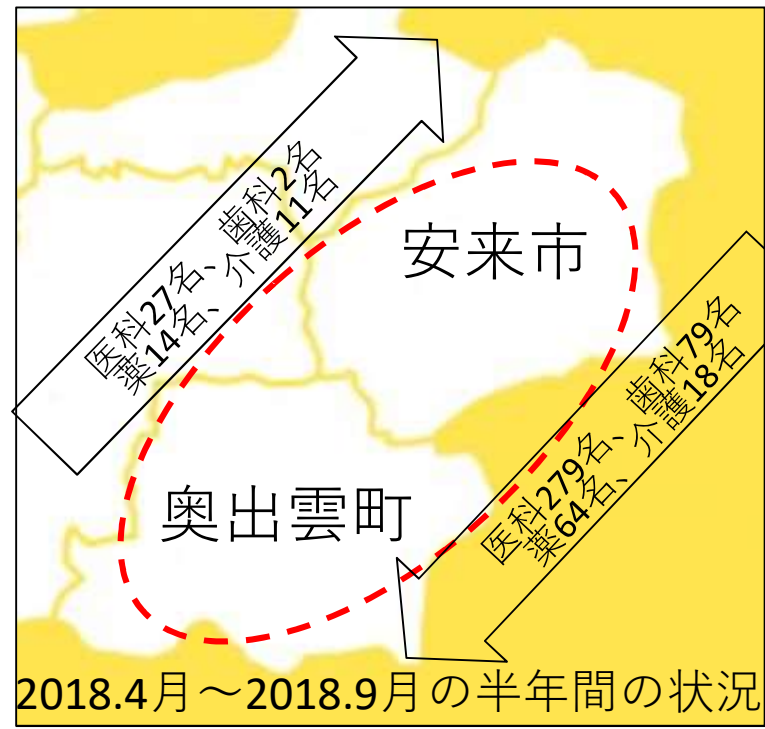 医科27名、歯科2名
薬14名、介護11名
安来市
医科279名、歯科79名
薬64名、介護18名
奥出雲町
2018.4月～2018.9月の半年間の状況